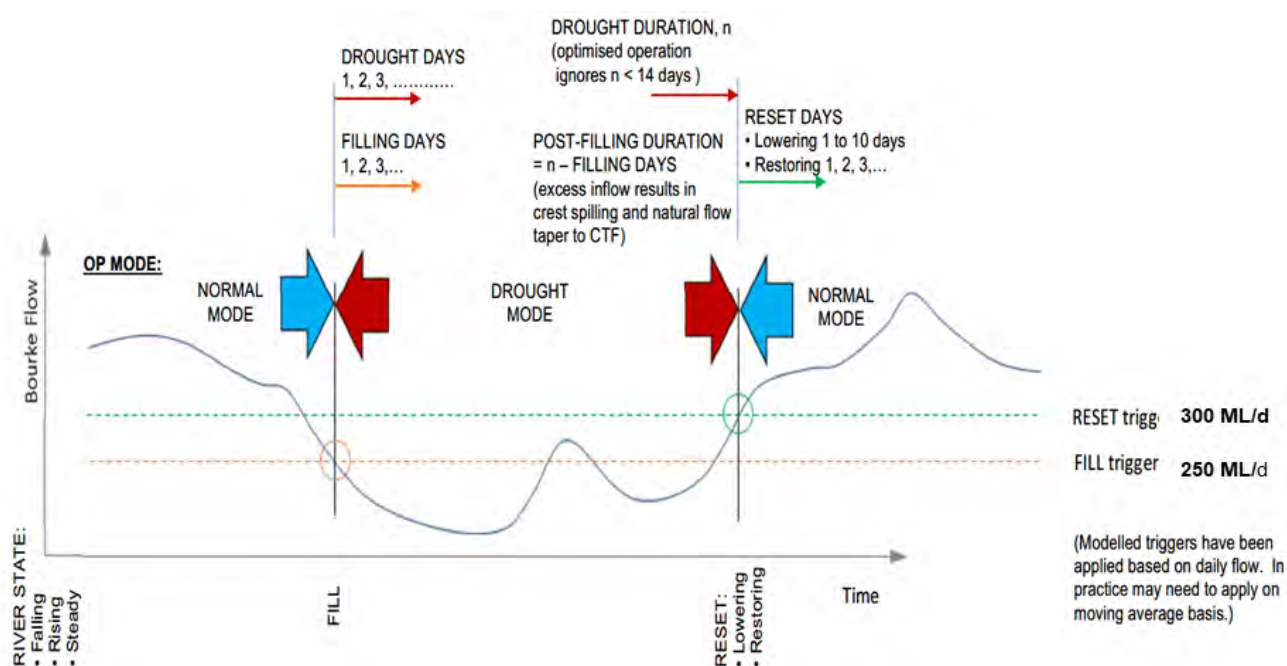 DROUGHT DAYS
1, 2, 3, …………
FILLING DAYS
1, 2, 3,…
DROUGHT DURATION, n
(optimised operation
ignores n < 14 days )
POST-FILLING DURATION
= n – FILLING DAYS
(excess inflow results in
crest spilling and natural flow
taper to CTF)
RESET DAYS
• Lowering 1 to 10 days
• Restoring 1, 2, 3,…
OP MODE:
NORMAL
MODE
DROUGHT
MODE
NORMAL
MODE
Bourke Flow
RESET trigge 300 ML/d
FILL trigger 250 ML/d
(Modelled triggers have been
applied based on daily flow. In
practice may need to apply on
moving average basis.)
Time
RIVER STATE:
• Falling
• Rising
• Steady
FILL
RESET:
• Lowering
• Restoring